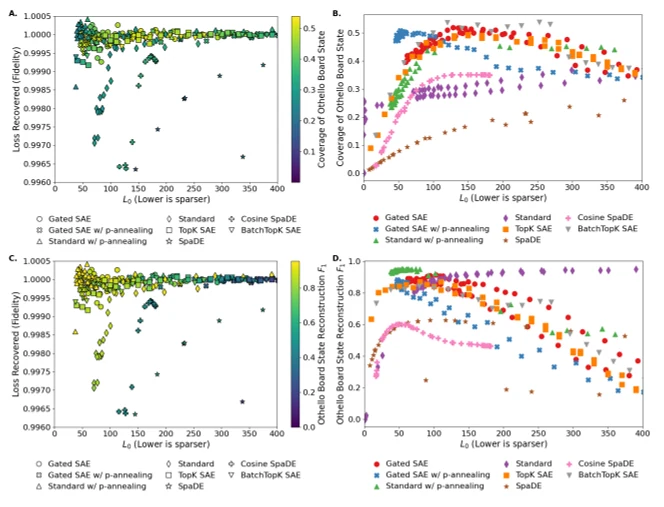 A.
1.0005
1.0000
0.9995
0.9990
0.9985
0.9980
0.9975
0.9970
0.9965
0.9960
Loss Recovered (Fidelity)
0 50 100 150 200 250 300 350 400
L0 (Lower is sparser)
0.5
0.4
0.3
0.2
0.1
Coverage of Othello Board State
Gated SAE Standard Cosine SpaDE
Gated SAE w/ p-annealing TopK SAE BatchTopK SAE
Standard w/ p-annealing SpaDE
B.
0.5
0.4
0.3
0.2
0.1
0.0
Coverage of Othello Board State
0 50 100 150 200 250 300 350 400
L0 (Lower is sparser)
Gated SAE Standard Cosine SpaDE
Gated SAE w/ p-annealing TopK SAE BatchTopK SAE
Standard w/ p-annealing SpaDE
C.
1.0005
1.0000
0.9995
0.9990
0.9985
0.9980
0.9975
0.9970
0.9965
0.9960
Loss Recovered (Fidelity)
0 50 100 150 200 250 300 350 400
L0 (Lower is sparser)
0.8
0.6
0.4
0.2
0.0
Othello Board State Reconstruction F1
Gated SAE Standard Cosine SpaDE
Gated SAE w/ p-annealing TopK SAE BatchTopK SAE
Standard w/ p-annealing SpaDE
D.
1.0
0.8
0.6
0.4
0.2
0.0
Othello Board State Reconstruction F1
0 50 100 150 200 250 300 350 400
L0 (Lower is sparser)
Gated SAE Standard Cosine SpaDE
Gated SAE w/ p-annealing TopK SAE BatchTopK SAE
Standard w/ p-annealing SpaDE